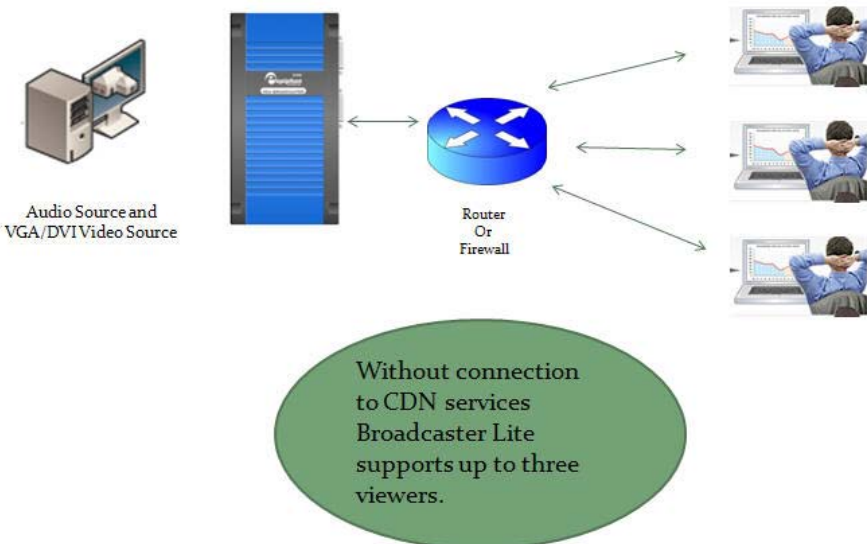 Audio Source and
VGA/DVI Video Source
Router
Or
Firewall
Without connection
to CDN services
Broadcaster Lite
supports up to three
viewers.